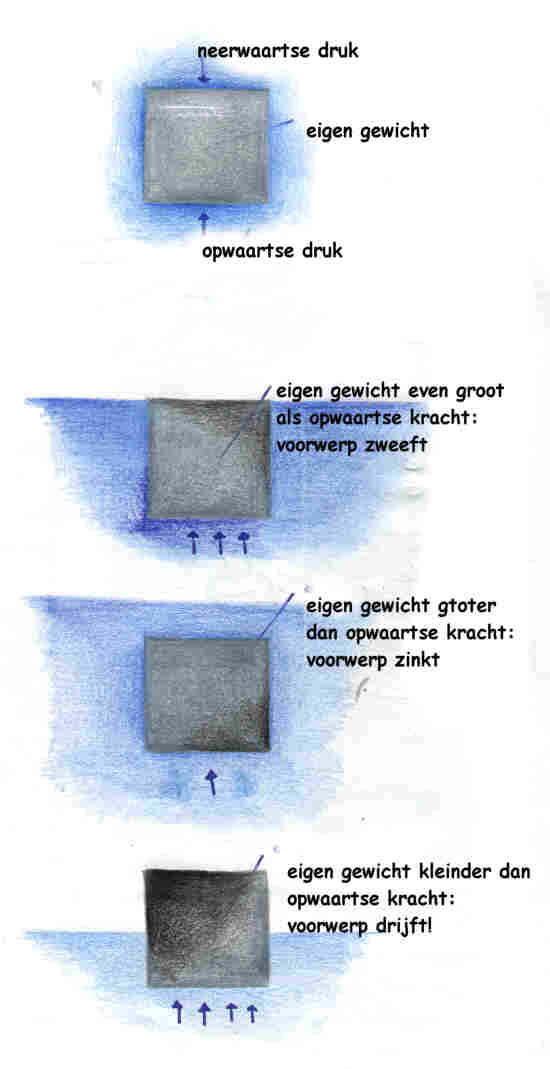 neerwaartse druk
eigen gewicht
opwaartse druk
eigen gewicht even groot
als opwaartse kracht:
voorwerp zweeft
eigen gewicht gtoter
dan opwaartse kracht:
voorwerp zinkt
eigen gewicht kleinder dan
opwaartse kracht:
voorwerp drijft!